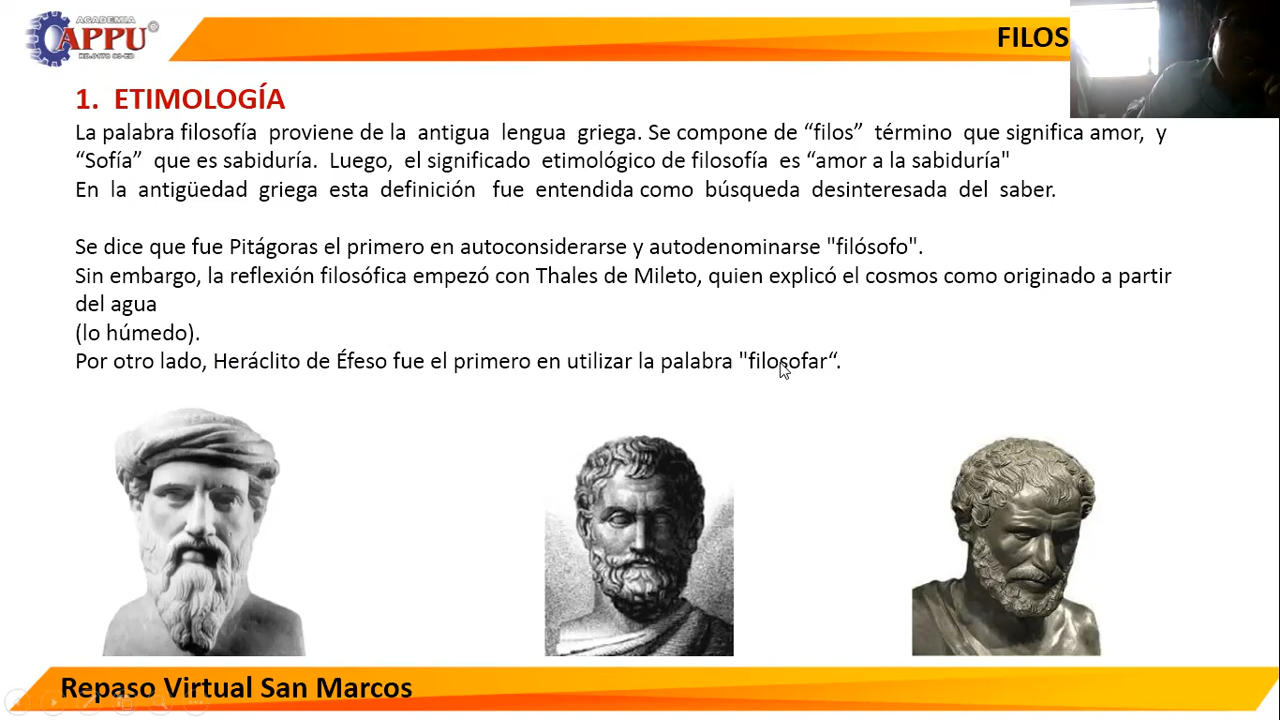 ACADEMIA
APPU
FILOS
1. ETIMOLOGÍA
La palabra filosofía proviene de la antigua lengua griega. Se compone de “filos” término que significa amor, y
“Sofía” que es sabiduría. Luego, el significado etimológico de filosofía es “amor a la sabiduría"
En la antigüedad griega esta definición fue entendida como búsqueda desinteresada del saber.
Se dice que fue Pitágoras el primero en autoconsiderarse y autodenominarse "filósofo".
Sin embargo, la reflexión filosófica empezó con Thales de Mileto, quien explicó el cosmos como originado a partir
del agua
(lo húmedo).
Por otro lado, Heráclito de Éfeso fue el primero en utilizar la palabra "filosofar“.
Repaso Virtual San Marcos